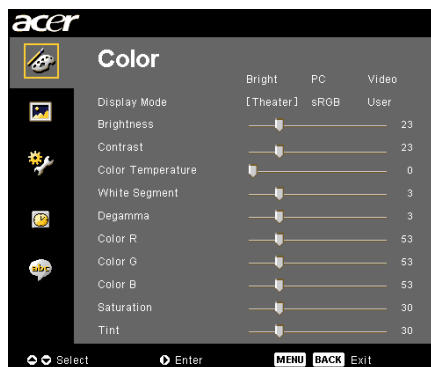 acer
Color
Bright PC Video
Display Mode [Theater] sRGB User
Brightness 23
Contrast 23
Color Temperature 0
White Segment 3
Degamma 3
Color R 53
Color G 53
Color B 53
Saturation 30
abc
Tint 30
Select Enter MENU BACK Exit